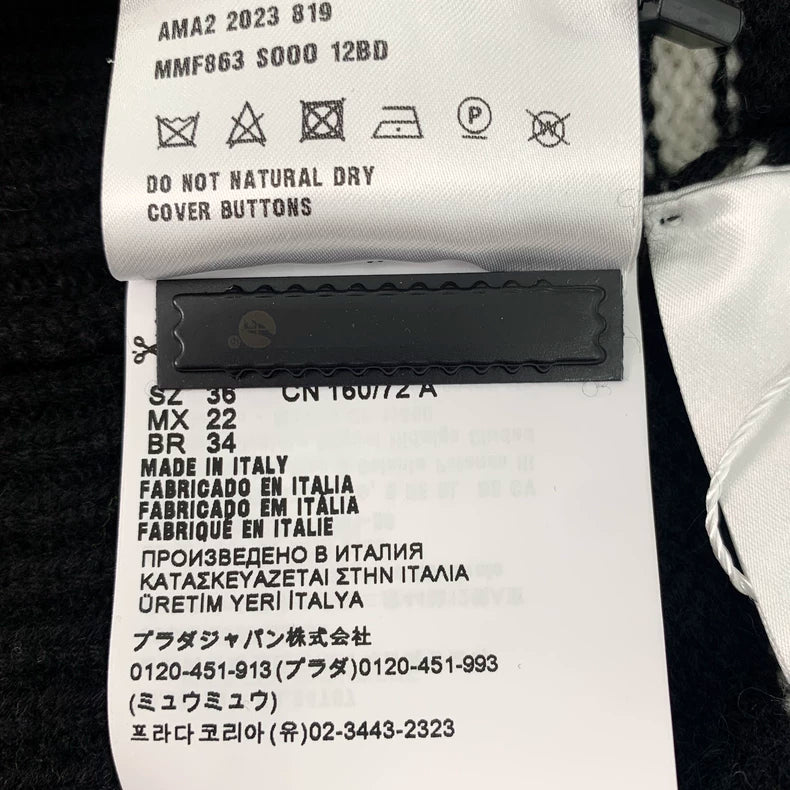 AMA2 2023 819
MMF863 S000 12BD
P
W
DO NOT NATURAL DRY
COVER BUTTONS
SZ 36 CN 160/72 A
MX 22
BR 34
MADE IN ITALY
FABRICADO EN ITALIA
FABRICADO EM ITÁLIA
FABRIQUÉ EN ITALIE
ПРОИЗВЕДЕНО В ИТАЛИЯ
ΚΑΤΑΣΚΕΥΑΖΕΤΑΙ ΣΤΗΝ ΙΤΑΛΙΑ
ÜRETİM YERİ İTALYA
プラダジャパン株式会社
0120-451-913(プラダ)0120-451-993
(ミュウミュウ)
프라다코리아(유)02-3443-2323